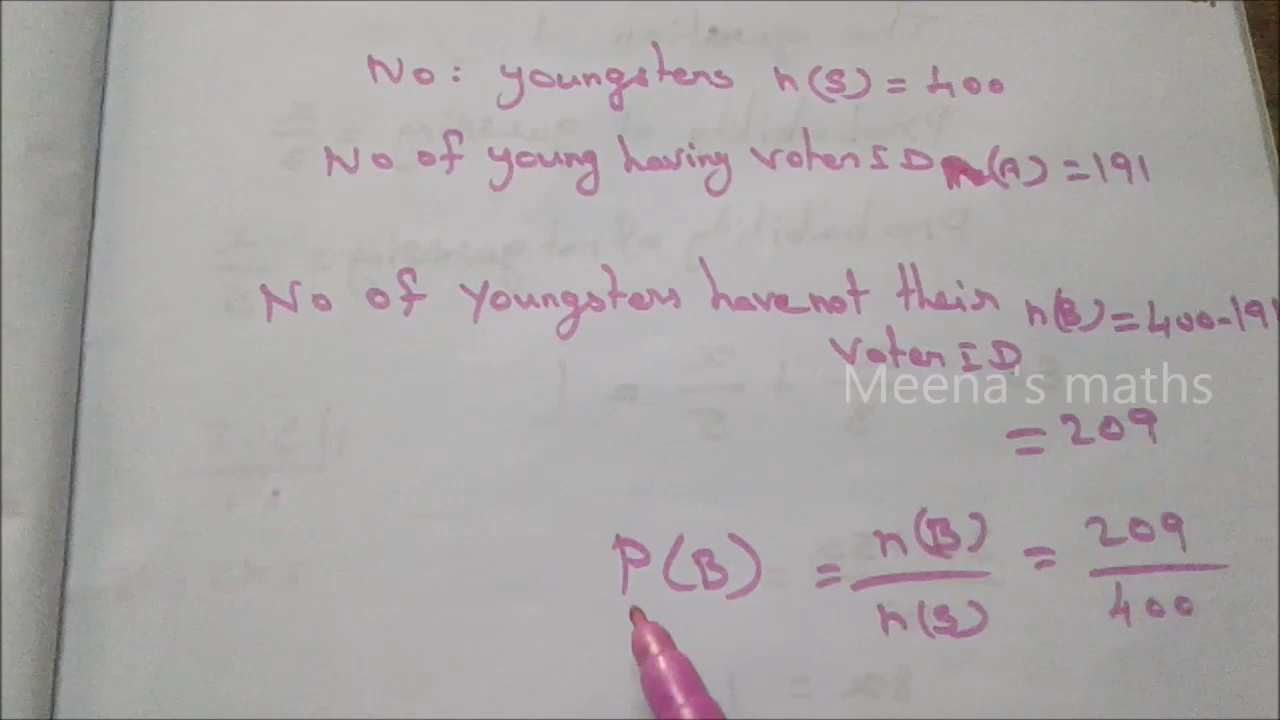 No: youngsters n(S) = 400
No of young having voter ID n(A) = 191
No of youngsters have not their n(B) = 400-191
Voter ID
Meena's maths
= 209
P(B) = n(B)/n(S) = 209/400